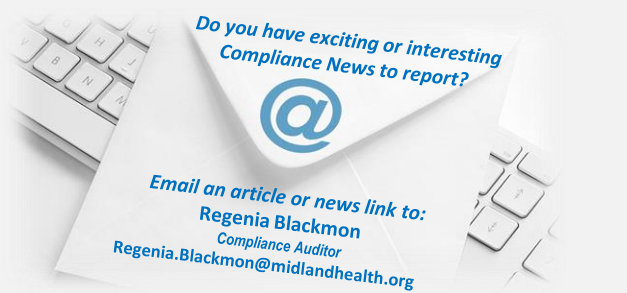 Do you have exciting or interesting
Compliance News to report?
@
Email an article or news link to:
Regenia Blackmon
Compliance Auditor
Regenia.Blackmon@midlandhealth.org